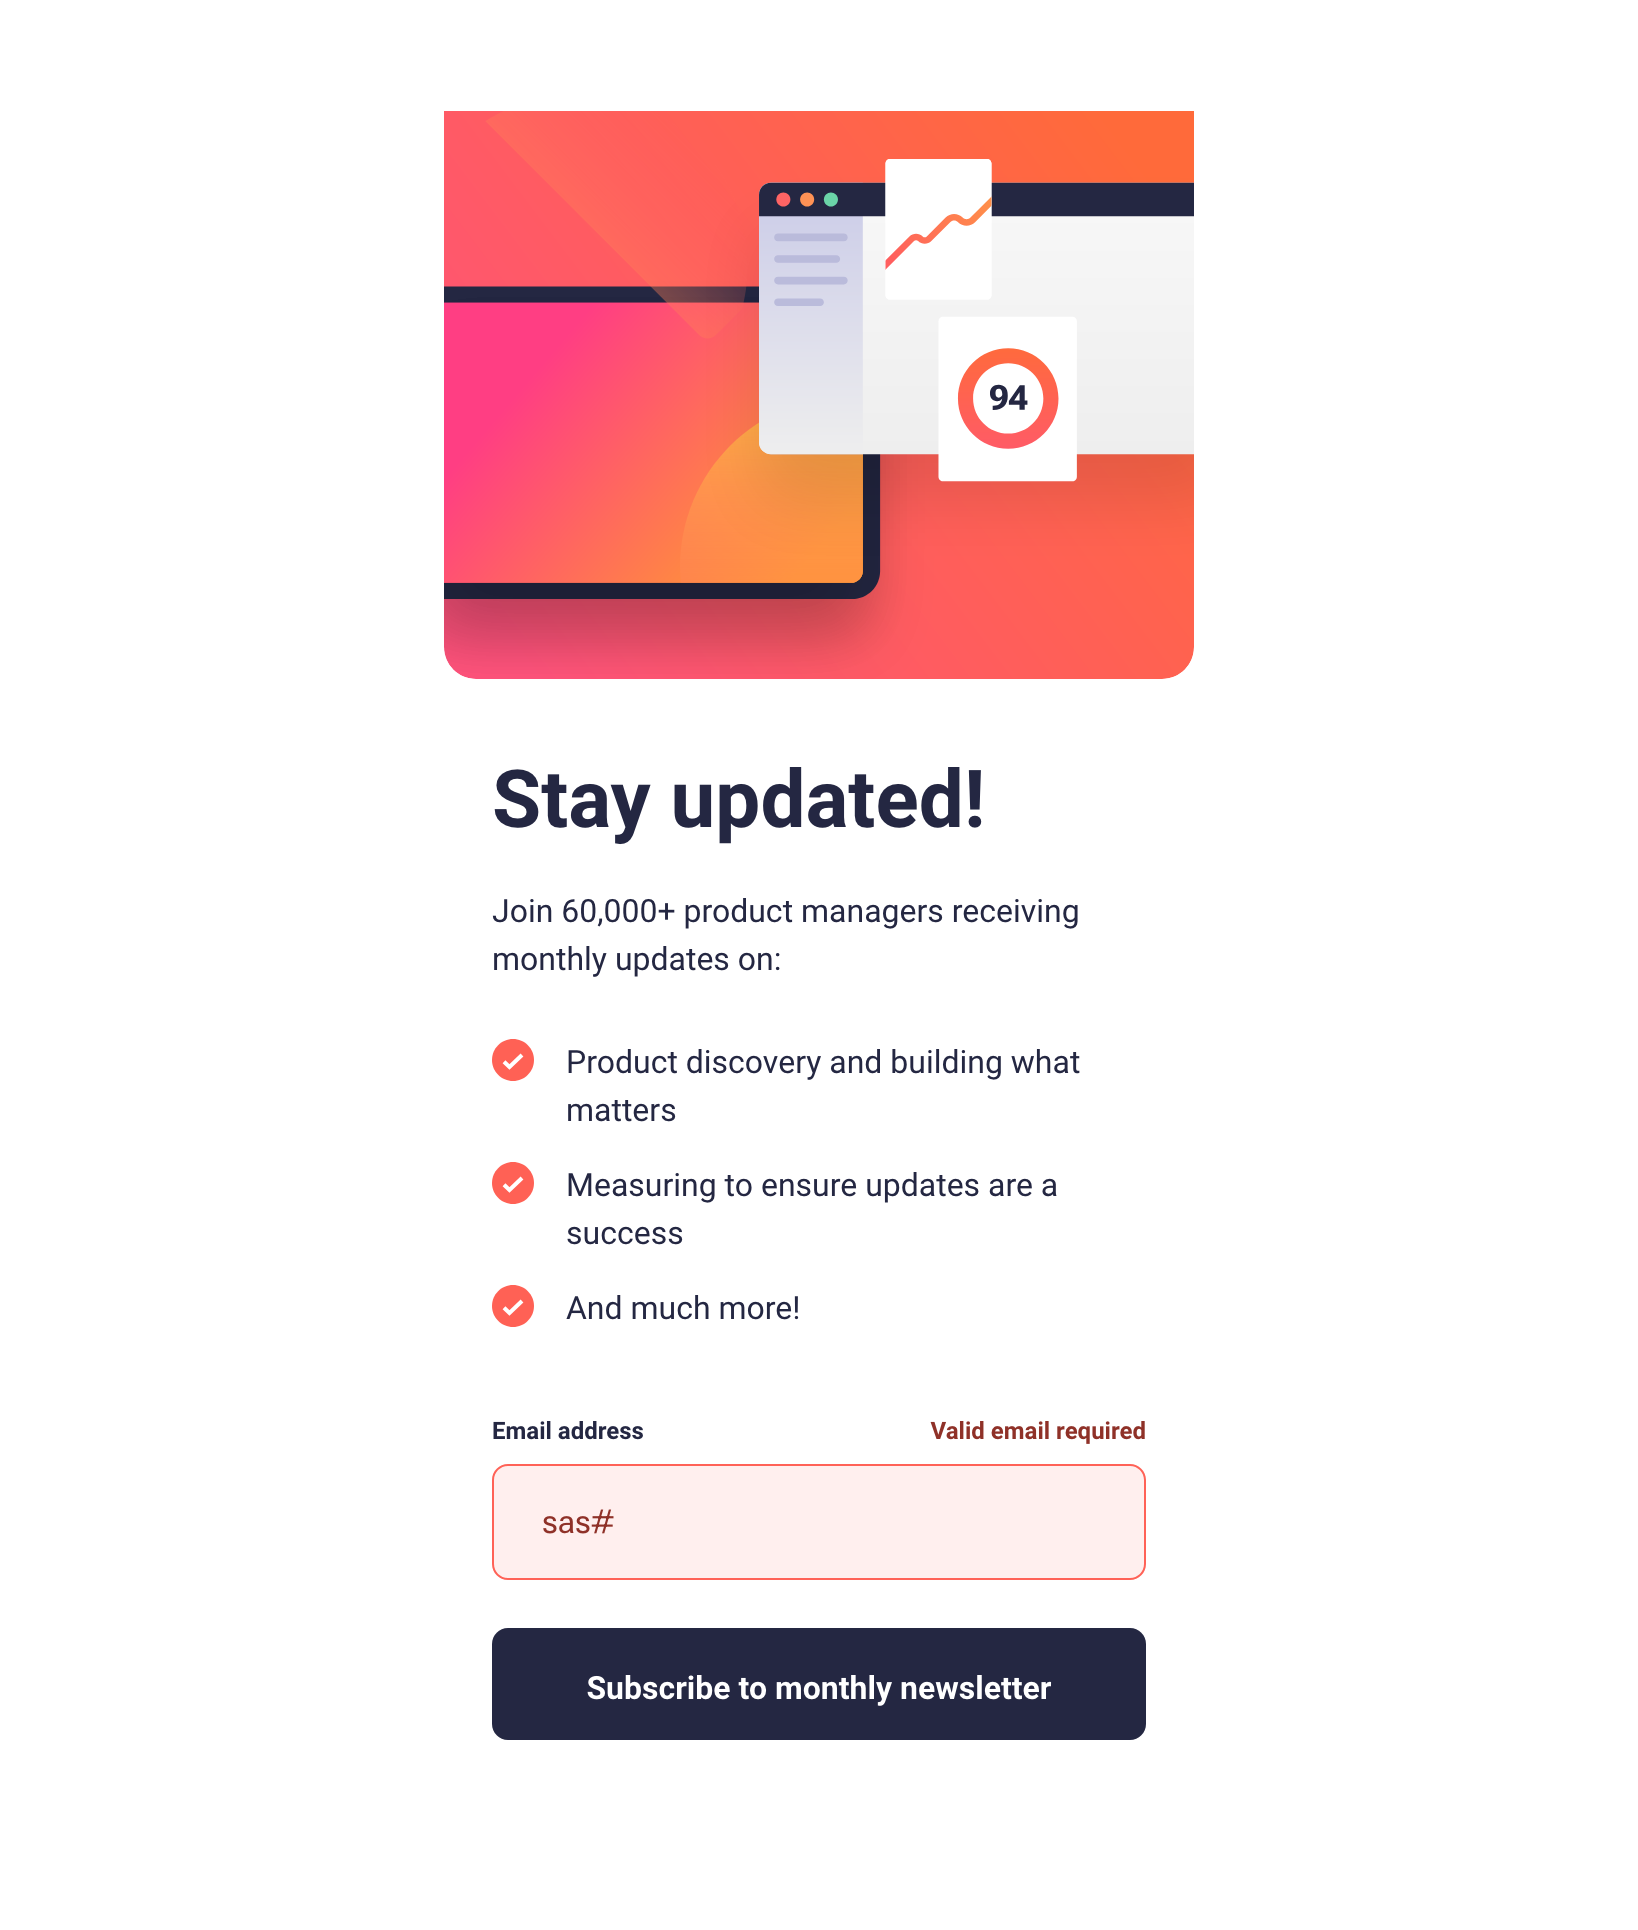 94
Stay updated!
Join 60,000+ product managers receiving
monthly updates on:
Product discovery and building what
matters
Measuring to ensure updates are a
success
And much more!
Email address
Valid email required
sas#
Subscribe to monthly newsletter